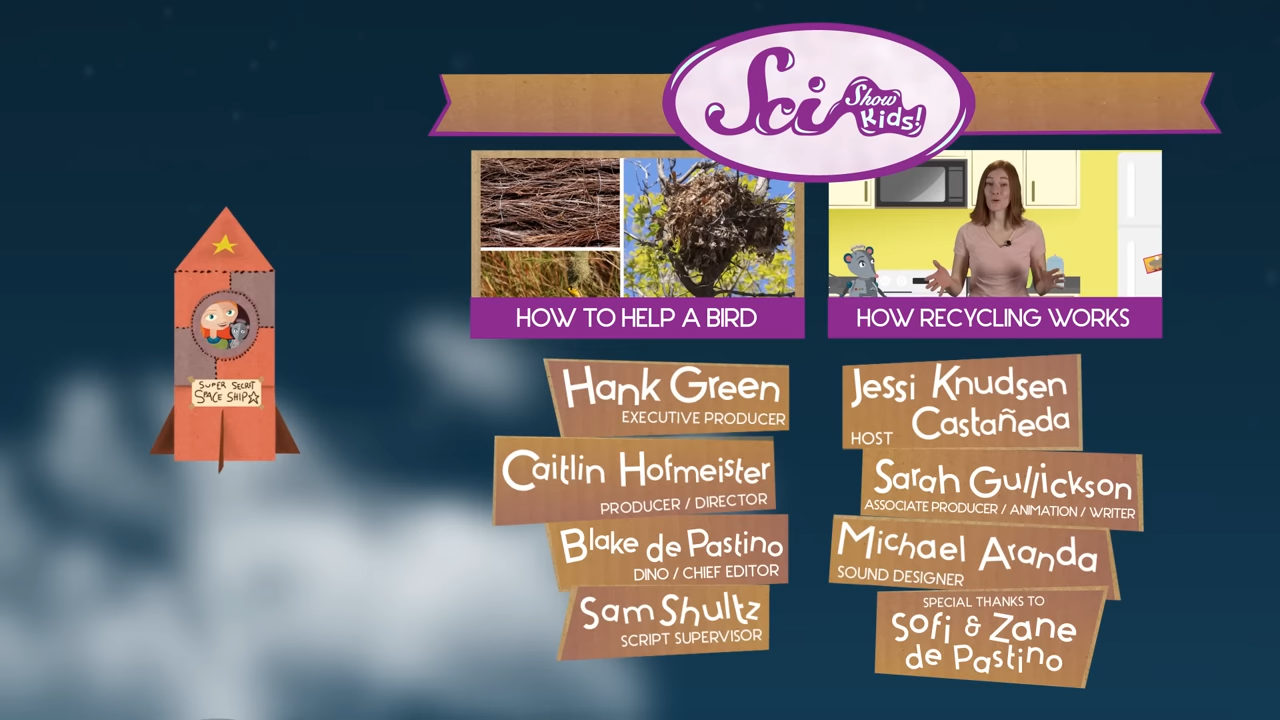 Sci Show Kids!
HOW TO HELP A BIRD
HOW RECYCLING WORKS
SUPER SECRET
SPACE SHIP
Hank Green
EXECUTIVE PRODUCER
Caitlin Hofmeister
PRODUCER / DIRECTOR
Blake de Pastino
DINO / CHIEF EDITOR
Sam Shultz
SCRIPT SUPERVISOR
Jessi Knudsen
Castañeda
HOST
Sarah Gullickson
ASSOCIATE PRODUCER / ANIMATION / WRITER
Michael Aranda
SOUND DESIGNER
SPECIAL THANKS TO
Sofi & Zane
de Pastino